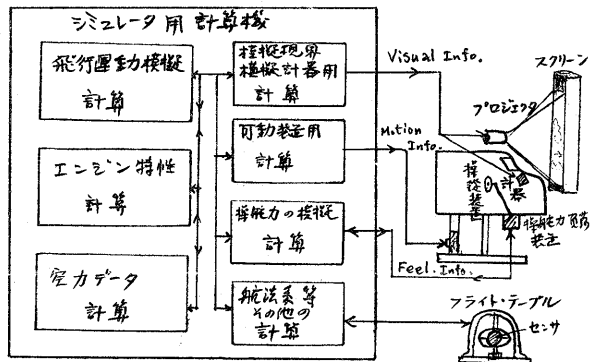 シミュレータ用計算機
飛行運動模擬
計算
エンジン特性
計算
空力データ
計算
模擬視界
模擬計器用
計算
可動装置用
計算
操舵力の模擬
計算
航法系等
その他の
計算
Visual Info.
Motion
Info.
Feel. Info.
スクリーン
プロジェクタ
操縦装置
計器
操舵力負荷
装置
フライト・テーブル
センサ